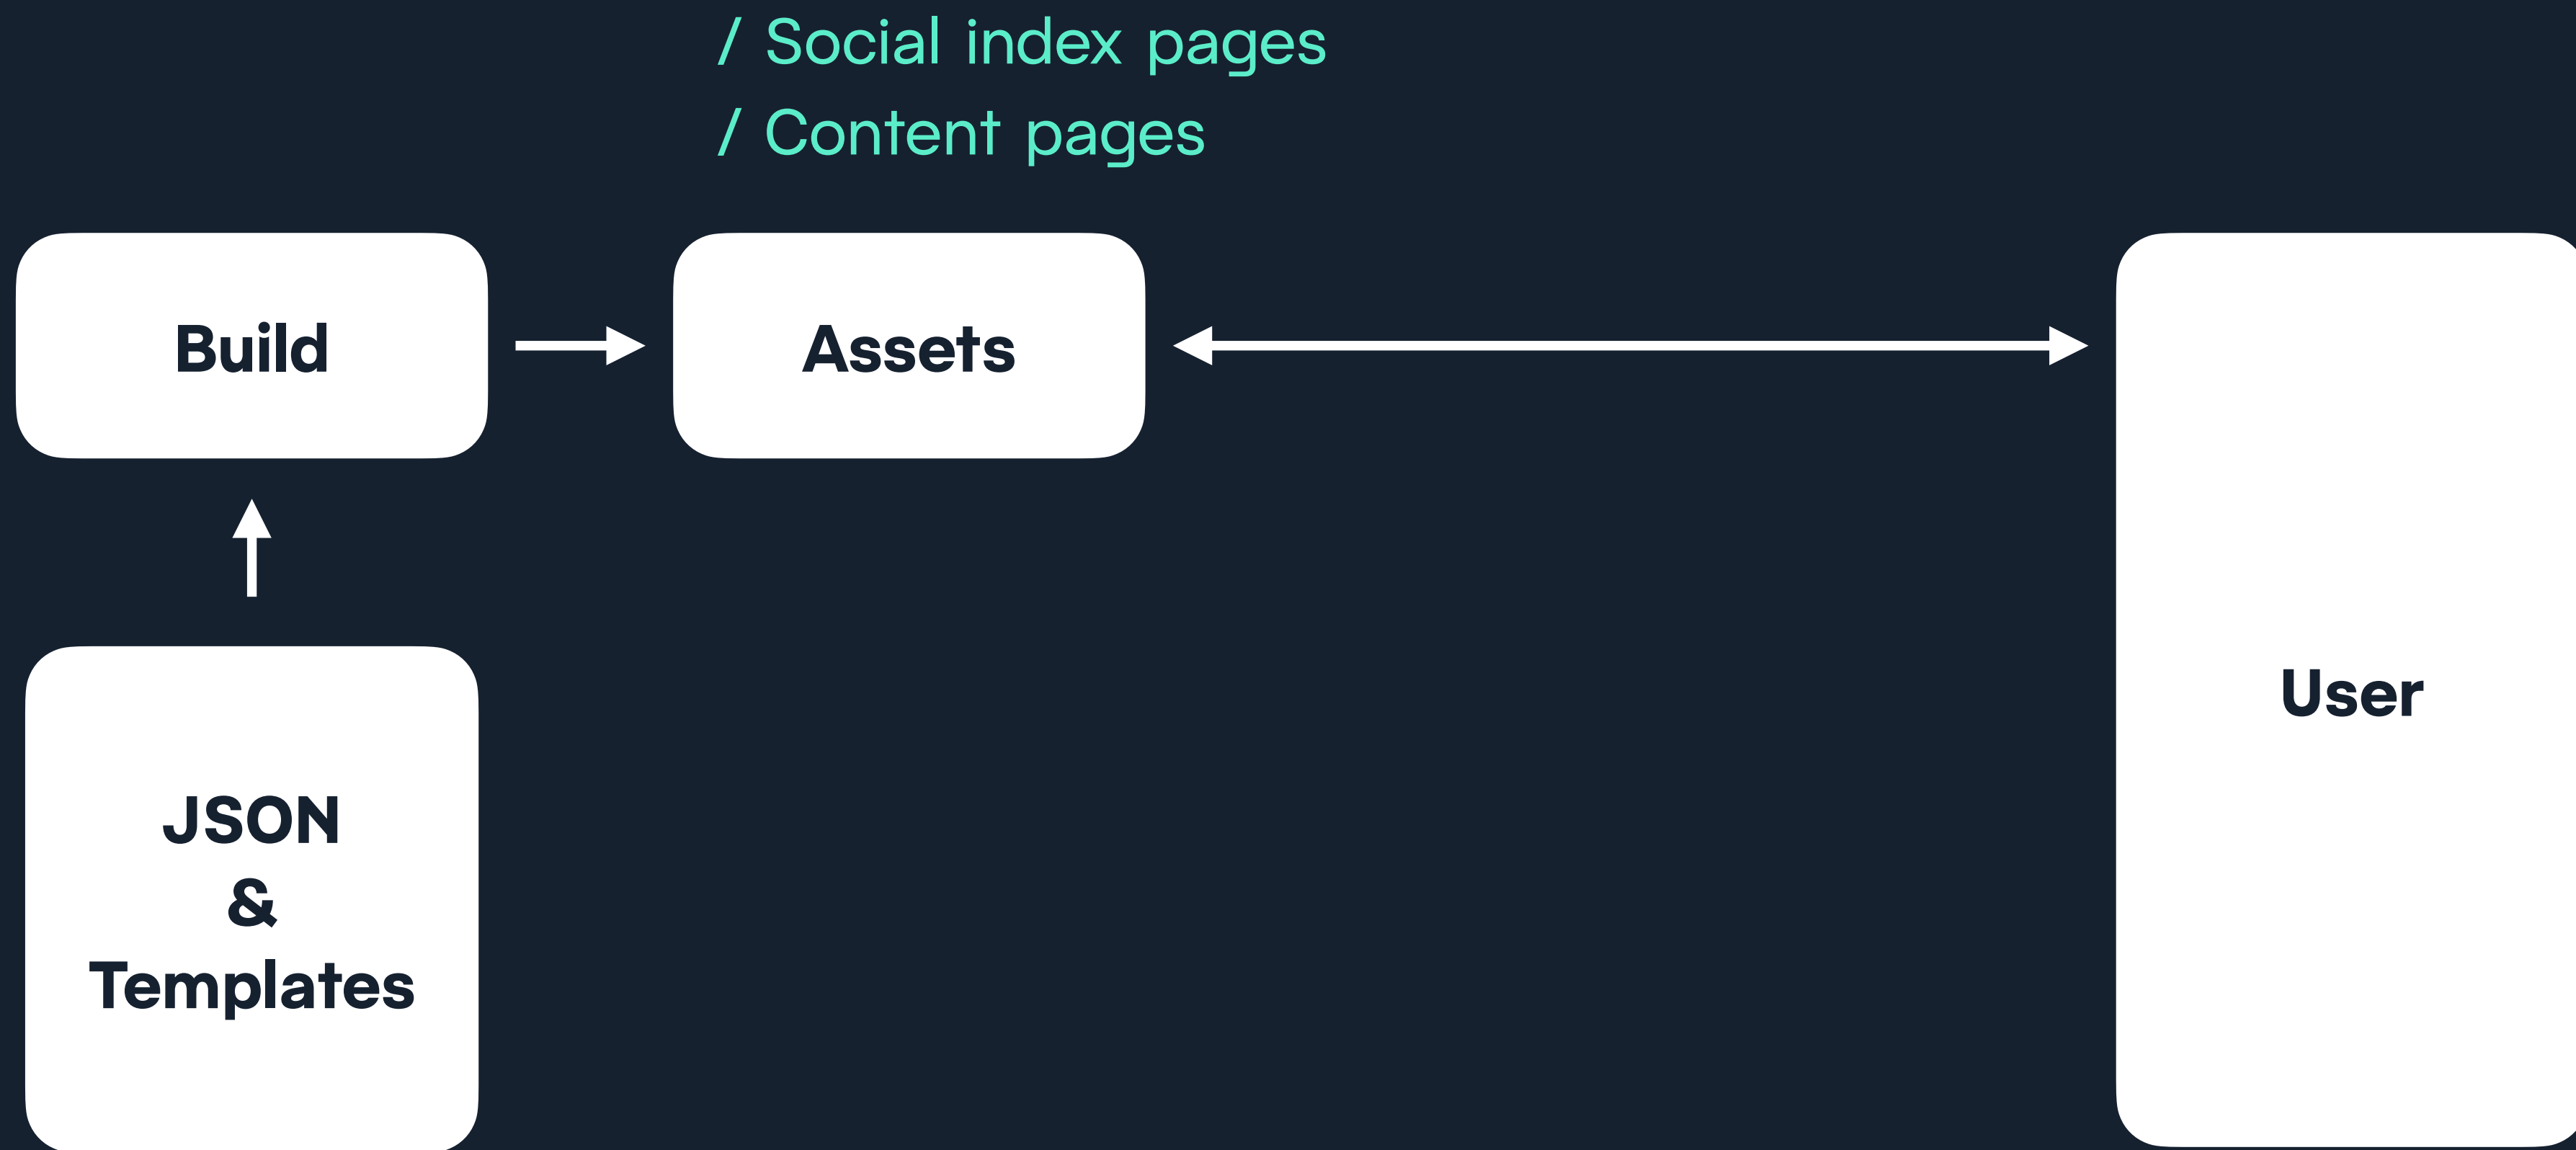 / Social index pages
/ Content pages
Build
Assets
User
JSON
&
Templates